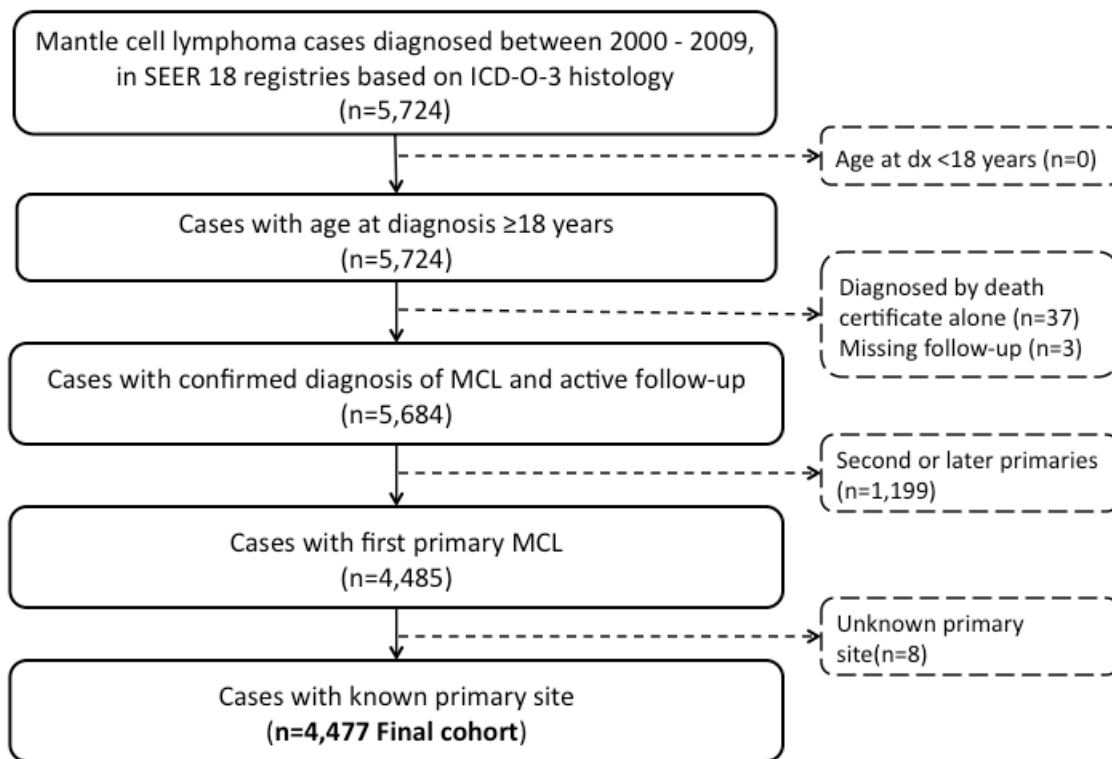 Mantle cell lymphoma cases diagnosed between 2000 - 2009,
in SEER 18 registries based on ICD-O-3 histology
(n=5,724)
Age at dx <18 years (n=0)
Cases with age at diagnosis ≥18 years
(n=5,724)
Diagnosed by death
certificate alone (n=37)
Missing follow-up (n=3)
Cases with confirmed diagnosis of MCL and active follow-up
(n=5,684)
Second or later primaries
(n=1,199)
Cases with first primary MCL
(n=4,485)
Unknown primary
site(n=8)
Cases with known primary site
(n=4,477 Final cohort)